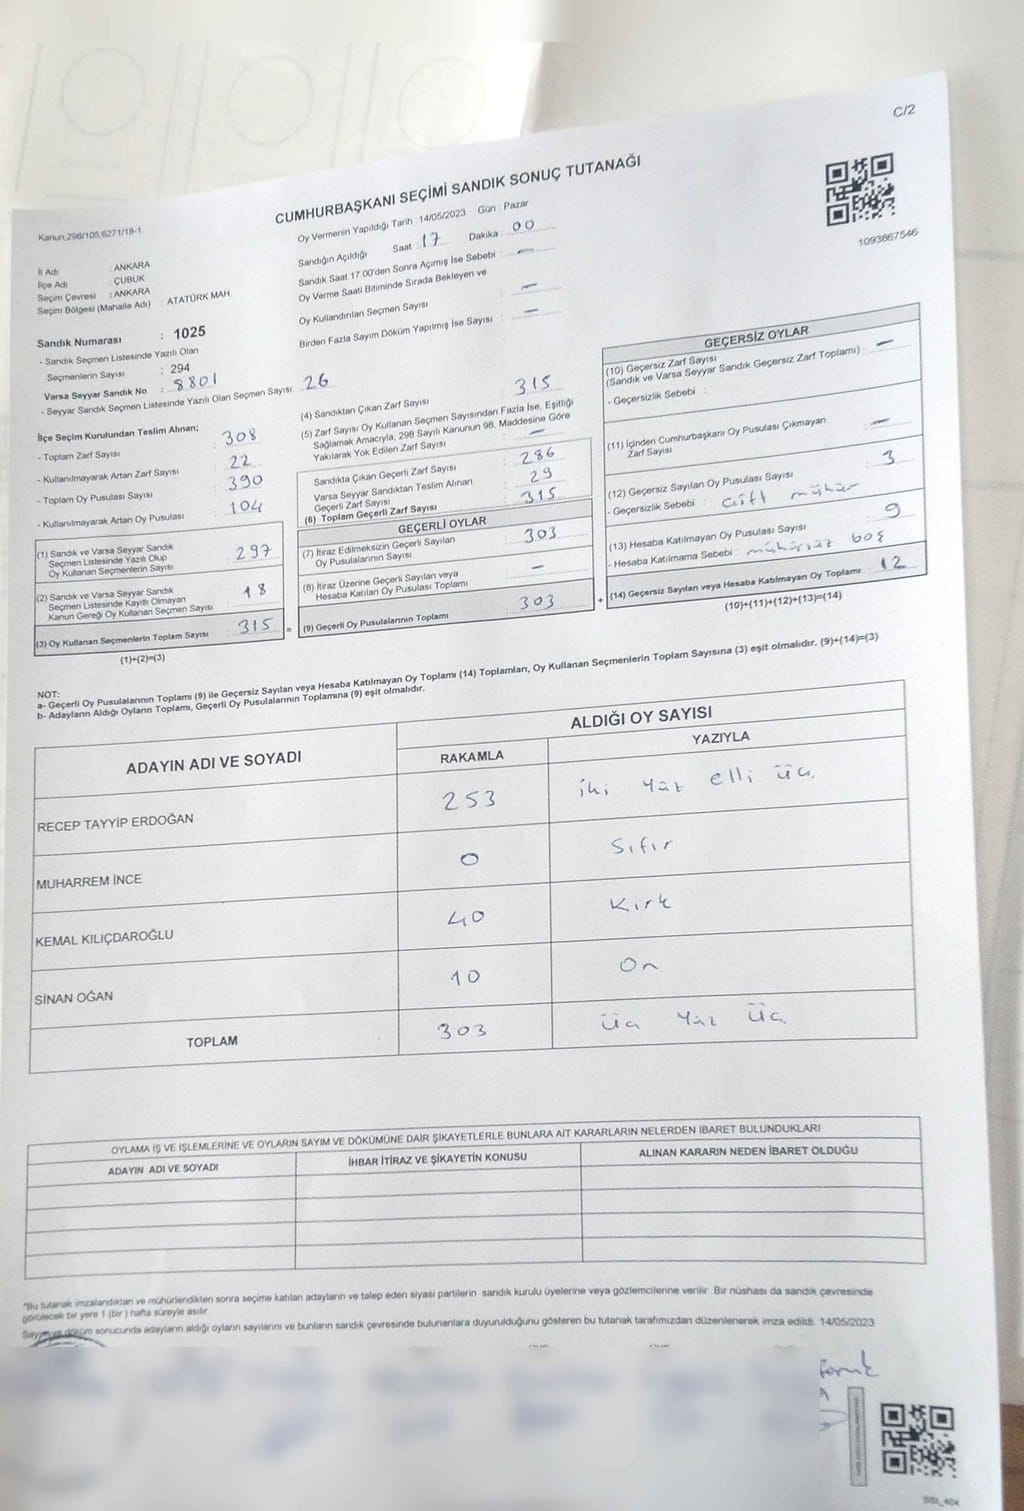 C/2
CUMHURBAŞKANI SEÇİMİ SANDIK SONUÇ TUTANAĞI
1093867546
Kanun,298/105,6271/18-1
İl Adı : ANKARA
İlçe Adı : ÇUBUK
Seçim Çevresi : ANKARA
Seçim Bölgesi (Mahalle Adı) : ATATÜRK MAH.
Oy Vermenin Yapıldığı Tarih : 14/05/2023 Gün : Pazar
Sandığın Açıldığı Saat 17 Dakika : 00
Sandık Saat 17:00'den Sonra Açımış İse Sebebi : —
Oy Verme Saati Bitiminde Sırada Bekleyen ve
Oy Kullandırılan Seçmen Sayısı : —
Birden Fazla Sayım Döküm Yapılmış İse Sayısı : —
Sandık Numarası : 1025
- Sandık Seçmen Listesinde Yazılı Olan
Seçmenlerin Sayısı : 294
Varsa Seyyar Sandık No : 8801
- Seyyar Sandık Seçmen Listesinde Yazılı Olan Seçmen Sayısı: 26
İlçe Seçim Kurulundan Teslim Alınan;
- Toplam Zarf Sayısı : 308
- Kullanılmayarak Artan Zarf Sayısı : 22
- Toplam Oy Pusulası Sayısı : 390
- Kullanılmayarak Artan Oy Pusulası : 104
(1) Sandık ve Varsa Seyyar Sandık
Seçmen Listesinde Yazılı Olup
Oy Kullanan Seçmenlerin Sayısı : 297
(2) Sandık ve Varsa Seyyar Sandık
Seçmen Listesinde Kayıtlı Olmayan
Kanun Gereği Oy Kullanan Seçmen Sayısı : 18
(3) Oy Kullanan Seçmenlerin Toplam Sayısı : 315 =
(1)+(2)=(3)
(4) Sandıktan Çıkan Zarf Sayısı : 315
(5) Zarf Sayısı Oy Kullanan Seçmen Sayısından Fazla İse, Eşitliği
Sağlamak Amacıyla, 298 Sayılı Kanunun 98. Maddesine Göre
Yakılarak Yok Edilen Zarf Sayısı : —
Sandıkta Çıkan Geçerli Zarf Sayısı : 286
Varsa Seyyar Sandıktan Teslim Alınan
Geçerli Zarf Sayısı : 29
(6) Toplam Geçerli Zarf Sayısı : 315
GEÇERLİ OYLAR
(7) İtiraz Edilmeksizin Geçerli Sayılan
Oy Pusulalarının Sayısı : 303
(8) İtiraz Üzerine Geçerli Sayılan veya
Hesaba Katılan Oy Pusulası Toplamı : —
(9) Geçerli Oy Pusulalarının Toplamı : 303 +
GEÇERSİZ OYLAR
(10) Geçersiz Zarf Sayısı
(Sandık ve Varsa Seyyar Sandık Geçersiz Zarf Toplamı) : —
- Geçersizlik Sebebi :
(11) İçinden Cumhurbaşkanı Oy Pusulası Çıkmayan
Zarf Sayısı : —
(12) Geçersiz Sayılan Oy Pusulası Sayısı : 3
- Geçersizlik Sebebi : çift mühür
(13) Hesaba Katılmayan Oy Pusulası Sayısı : 9
- Hesaba Katılmama Sebebi : mühürsüz boş
(14) Geçersiz Sayılan veya Hesaba Katılmayan Oy Toplamı : 12
(10)+(11)+(12)+(13)=(14)
NOT:
a- Geçerli Oy Pusulalarının Toplamı (9) ile Geçersiz Sayılan veya Hesaba Katılmayan Oy Toplamı (14) Toplamları, Oy Kullanan Seçmenlerin Toplam Sayısına (3) eşit olmalıdır. (9)+(14)=(3)
b- Adayların Aldığı Oyların Toplamı, Geçerli Oy Pusulalarının Toplamına (9) eşit olmalıdır.
ADAYIN ADI VE SOYADI ALDIĞI OY SAYISI
RAKAMLA YAZIYLA
RECEP TAYYİP ERDOĞAN 253 iki yüz elli üç
MUHARREM İNCE 0 Sıfır
KEMAL KILIÇDAROĞLU 40 Kırk
SİNAN OĞAN 10 On
TOPLAM 303 üç yüz üç
OYLAMA İŞ VE İŞLEMLERİNE VE OYLARIN SAYIM VE DÖKÜMÜNE DAİR ŞİKAYETLERLE BUNLARA AİT KARARLARIN NELERDEN İBARET BULUNDUKLARI
ADAYIN ADI VE SOYADI İHBAR İTİRAZ VE ŞİKAYETİN KONUSU ALINAN KARARIN NEDEN İBARET OLDUĞU
*Bu tutanak imzalandıktan ve mühürlendikten sonra seçime katılan adayların ve talep eden siyasi partilerin sandık kurulu üyelerine veya gözlemcilerine verilir. Bir nüshası da sandık çevresinde
görülecek bir yere 1 (bir) hafta süreyle asılır.
Sayım ve döküm sonucunda adayların aldığı oyların sayılarını ve bunların sandık çevresinde bulunanlara duyurulduğunu gösteren bu tutanak tarafımızdan düzenlenerek imza edildi. 14/05/2023